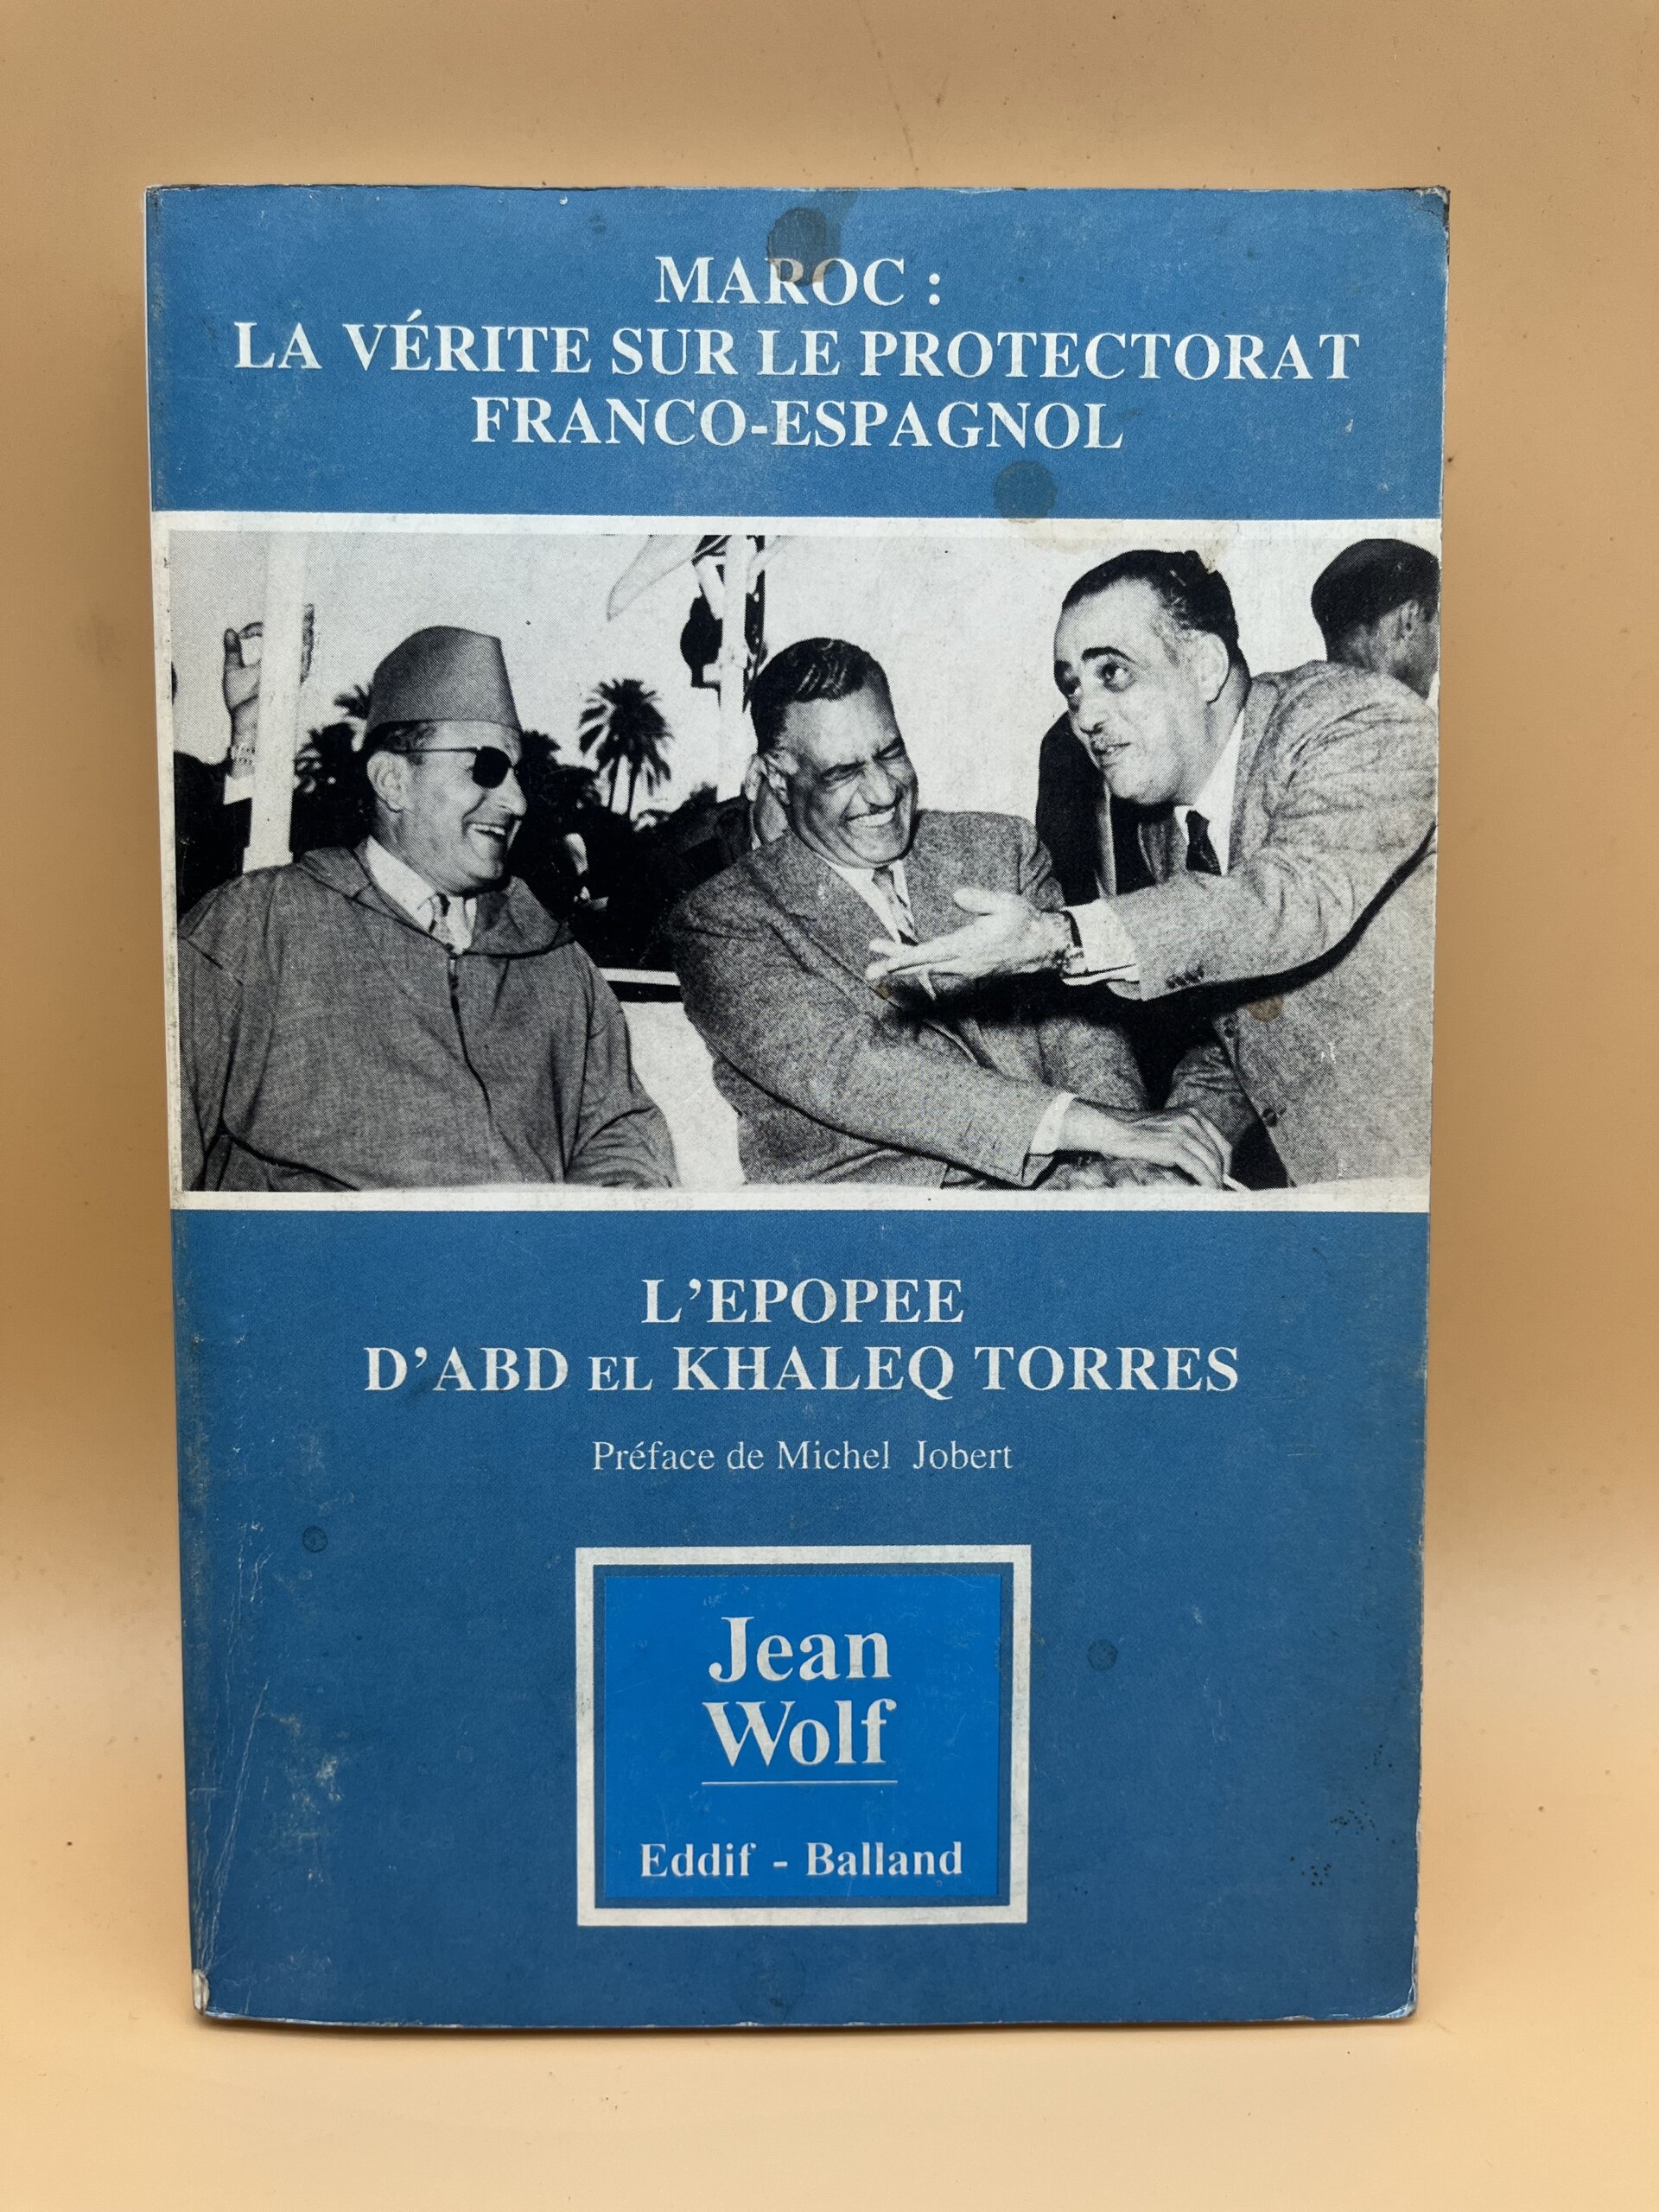 MAROC :
LA VÉRITE SUR LE PROTECTORAT
FRANCO-ESPAGNOL
L'EPOPEE
D'ABD EL KHALEQ TORRES
Préface de Michel Jobert
Jean
Wolf
Eddif - Balland